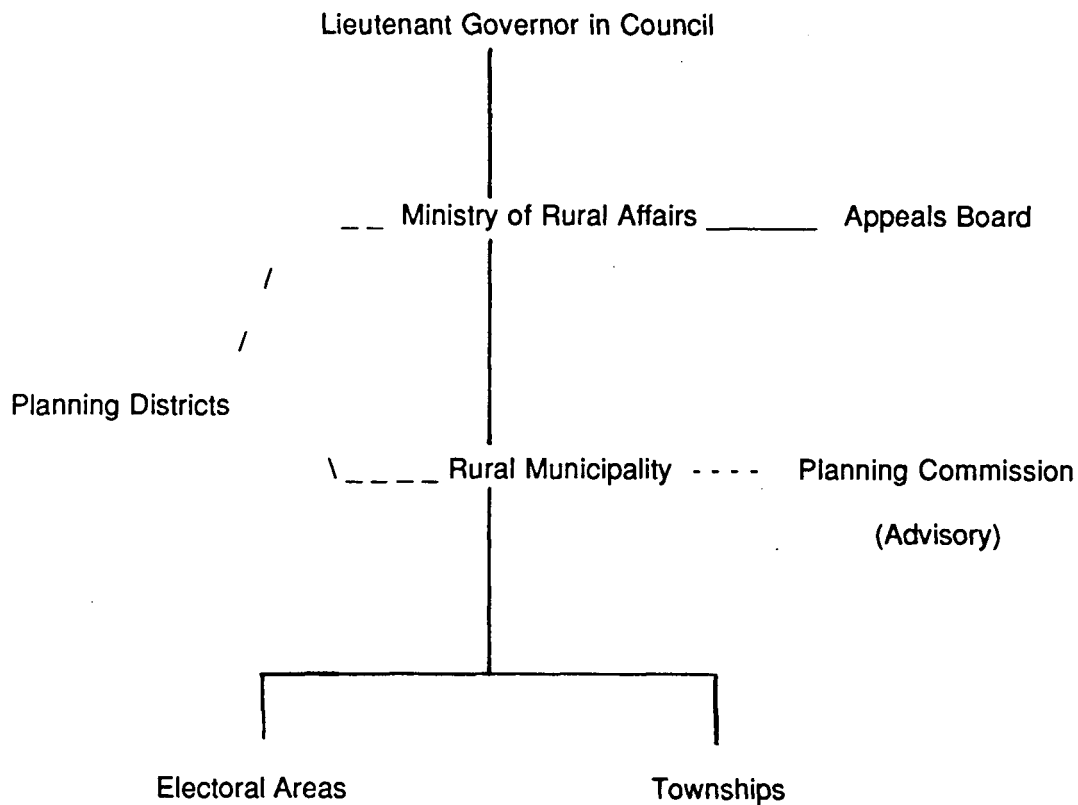 Lieutenant Governor in Council
Ministry of Rural Affairs
Appeals Board
Planning Districts
Rural Municipality
Planning Commission
(Advisory)
Electoral Areas
Townships